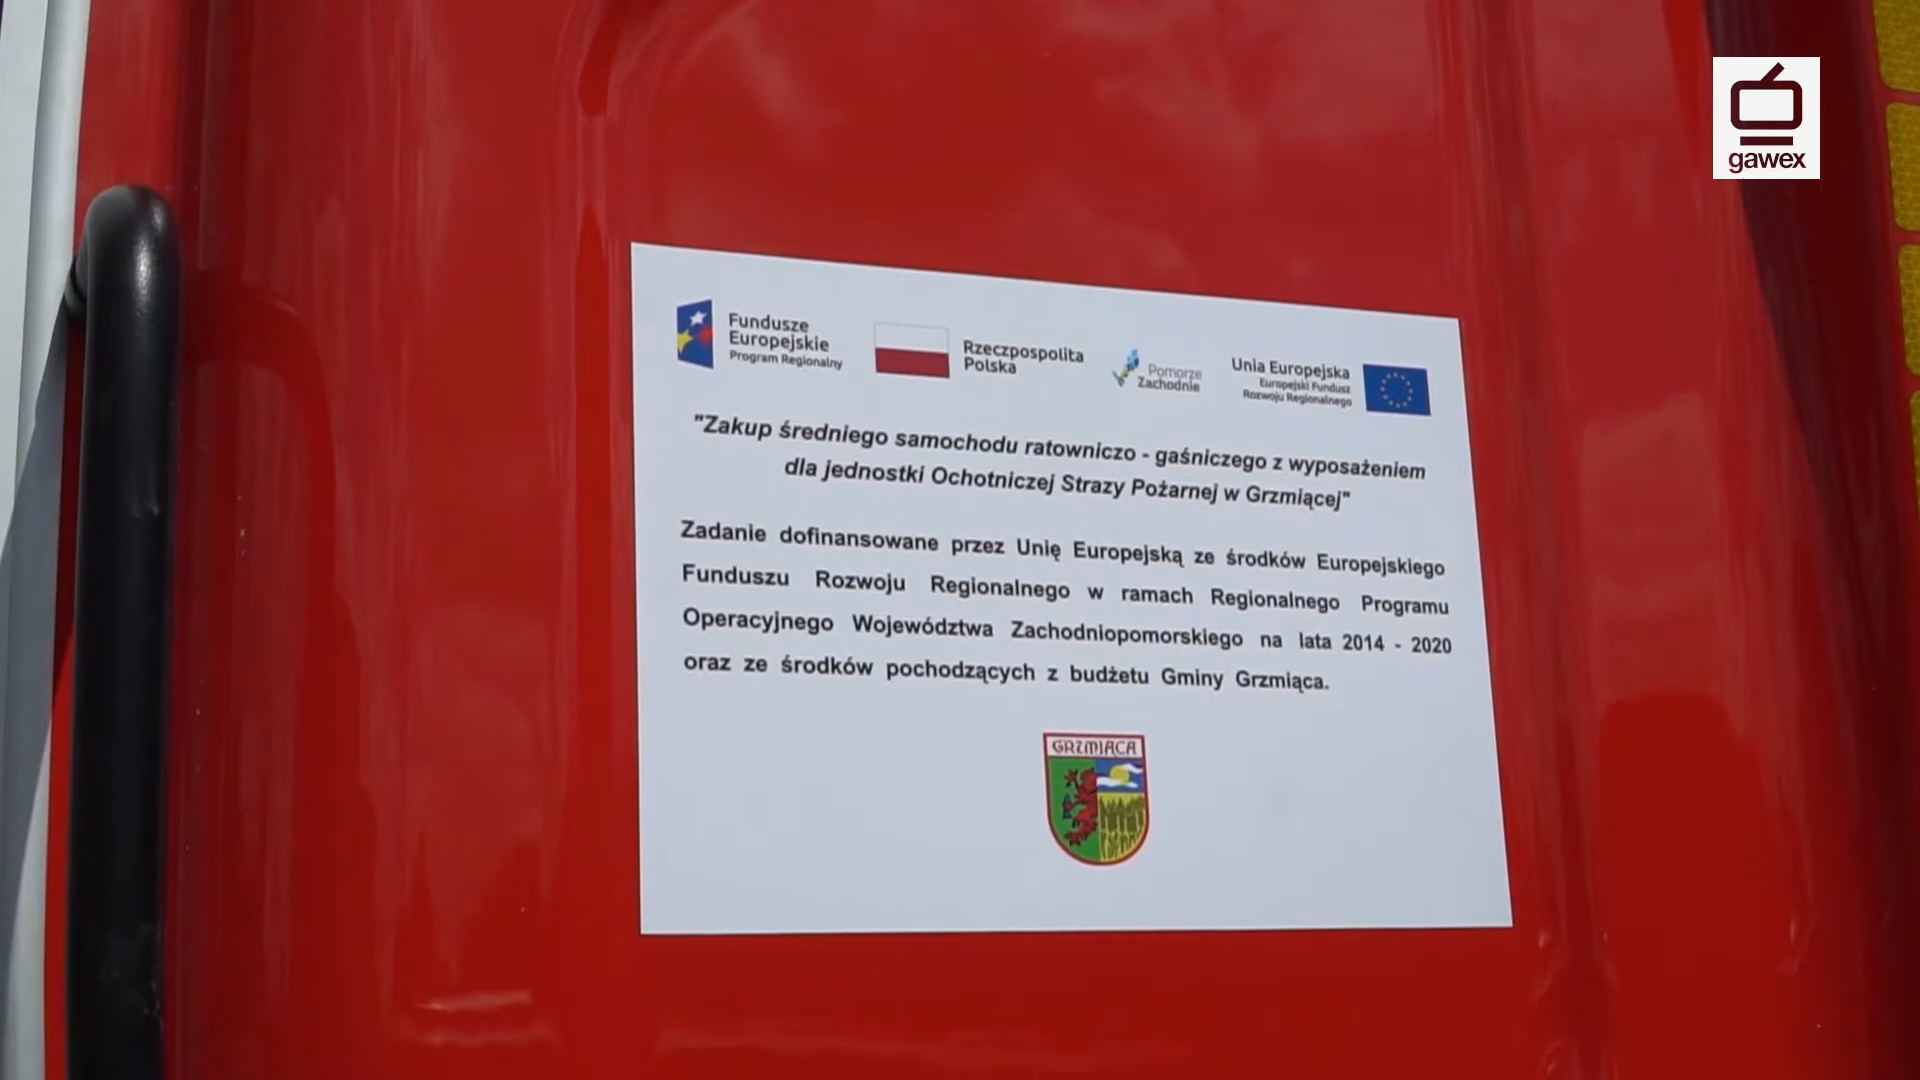 gawex
Fundusze
Europejskie
Program Regionalny
Rzeczpospolita
Polska
Pomorze
Zachodnie
Unia Europejska
Europejski Fundusz
Rozwoju Regionalnego
"Zakup średniego samochodu ratowniczo - gaśniczego z wyposażeniem
dla jednostki Ochotniczej Strazy Pożarnej w Grzmiącej"
Zadanie dofinansowane przez Unię Europejską ze środków Europejskiego
Funduszu Rozwoju Regionalnego w ramach Regionalnego Programu
Operacyjnego Województwa Zachodniopomorskiego na lata 2014 - 2020
oraz ze środków pochodzących z budżetu Gminy Grzmiąca.
GRZMIĄCA